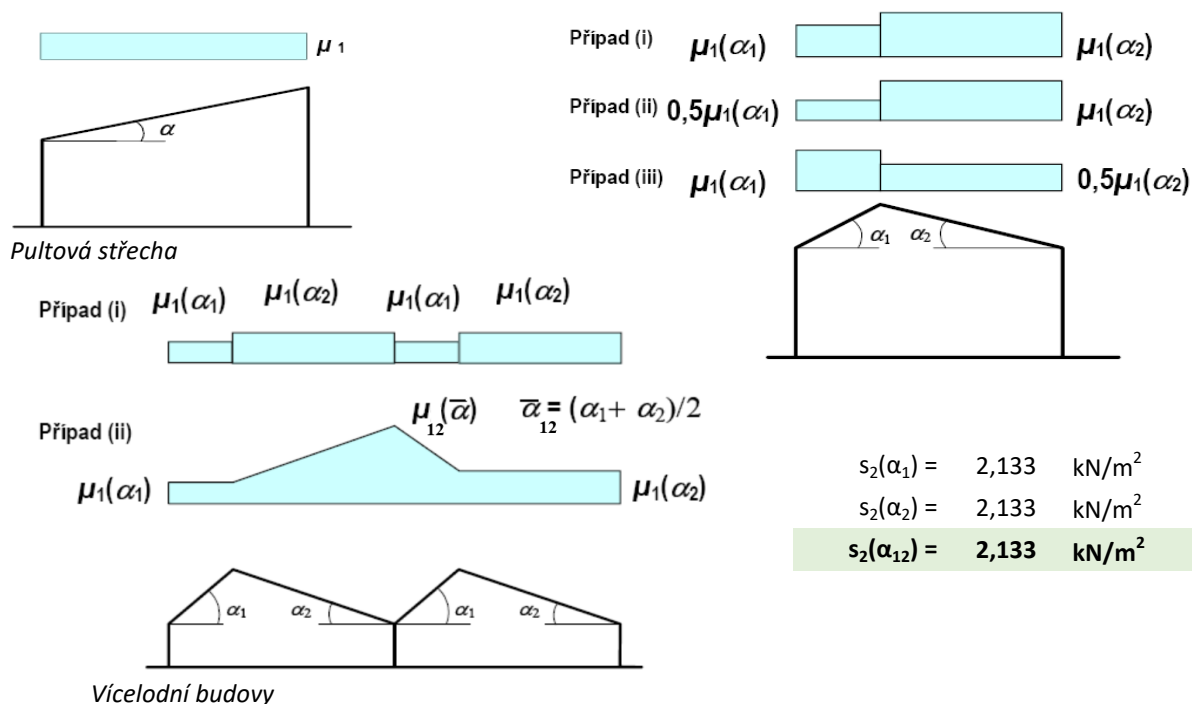 μ 1
α
Pultová střecha
Případ (i) μ1(α1) μ1(α2)
Případ (ii) 0,5μ1(α1) μ1(α2)
Případ (iii) μ1(α1) 0,5μ1(α2)
α1 α2
Případ (i) μ1(α1) μ1(α2) μ1(α1) μ1(α2)
Případ (ii) μ12(α̅) α̅12 = (α1+ α2)/2
μ1(α1) μ1(α2)
α1 α2 α1 α2
Vícelodní budovy
s2(α1) = 2,133 kN/m²
s2(α2) = 2,133 kN/m²
s2(α12) = 2,133 kN/m²